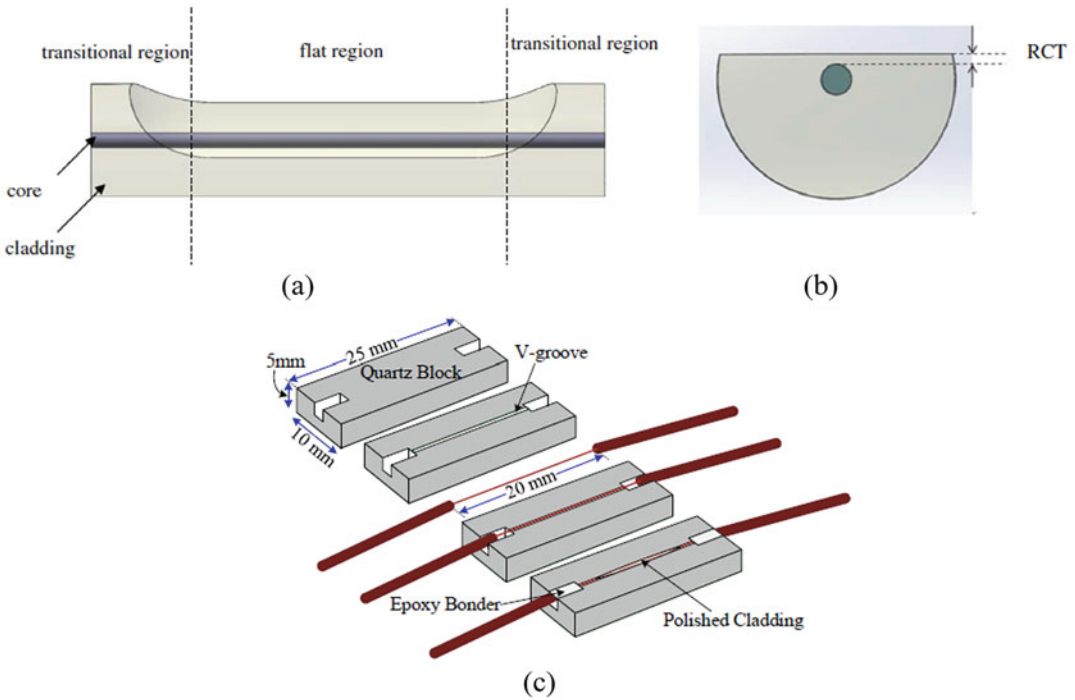 transitional region
flat region
transitional region
RCT
core
cladding
(a)
(b)
25 mm
V-groove
5mm
Quartz Block
10 mm
20 mm
Epoxy Bonder
Polished Cladding
(c)